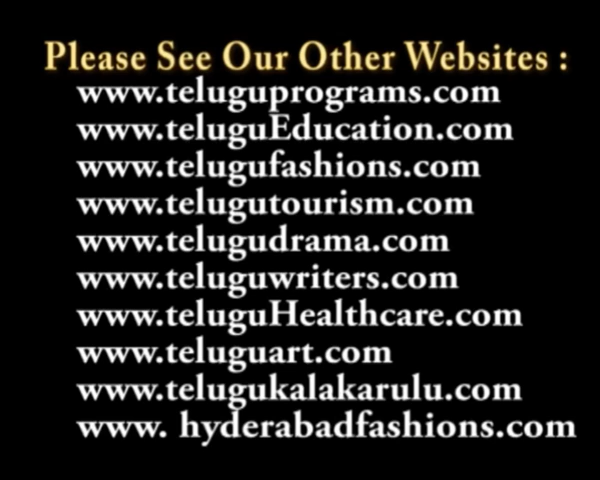 Please See Our Other Websites :
www.teluguprograms.com
www.teluguEducation.com
www.telugufashions.com
www.telugutourism.com
www.telugudrama.com
www.teluguwriters.com
www.teluguHealthcare.com
www.teluguart.com
www.telugukalakarulu.com
www. hyderabadfashions.com